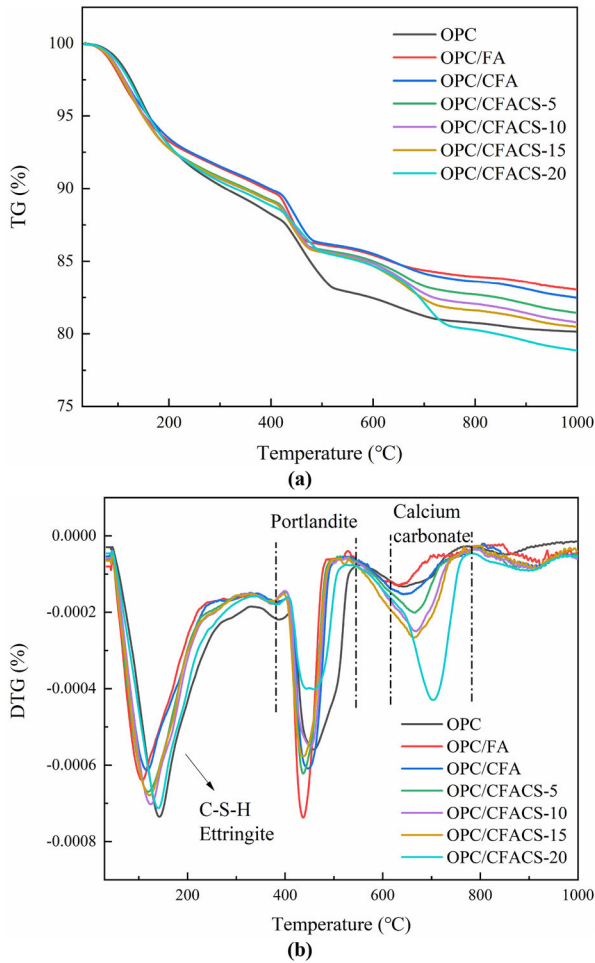 100
95
90
85
80
75
TG (%)
OPC
OPC/FA
OPC/CFA
OPC/CFACS-5
OPC/CFACS-10
OPC/CFACS-15
OPC/CFACS-20
200
400
600
800
1000
Temperature (℃)
(a)
0.0000
-0.0002
-0.0004
-0.0006
-0.0008
DTG (%)
Portlandite
Calcium
carbonate
C-S-H
Ettringite
OPC
OPC/FA
OPC/CFA
OPC/CFACS-5
OPC/CFACS-10
OPC/CFACS-15
OPC/CFACS-20
200
400
600
800
1000
Temperature (℃)
(b)